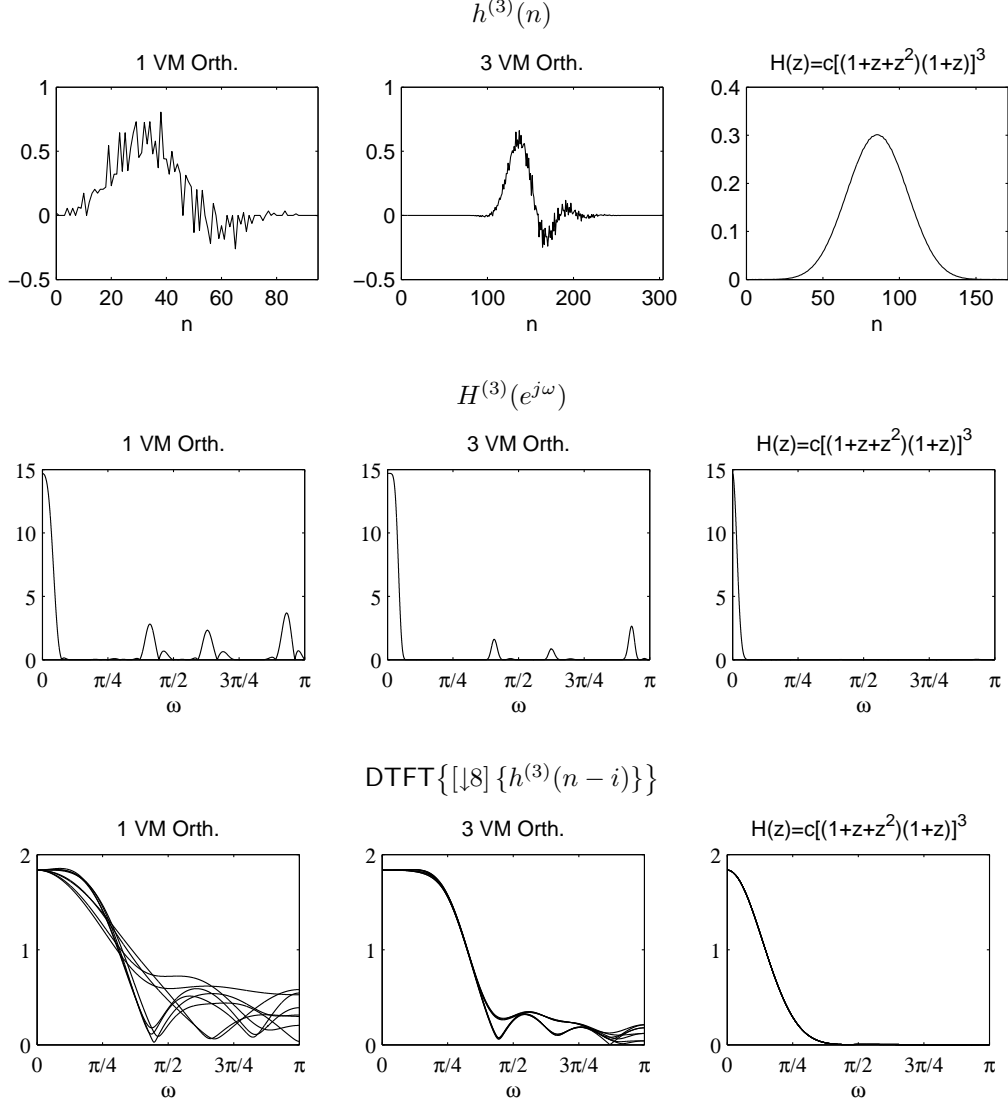 h^{(3)}(n)
1 VM Orth. 3 VM Orth. H(z)=c[(1+z+z^2)(1+z)]^3
1 1 0.4
0.5 0.5 0.3
0.2
0 0 0.1
−0.5 −0.5 0
0 20 40 60 80 0 100 200 300 0 50 100 150
n n n
H^{(3)}(e^{jω})
1 VM Orth. 3 VM Orth. H(z)=c[(1+z+z^2)(1+z)]^3
15 15 15
10 10 10
5 5 5
0 0 0
0 π/4 π/2 3π/4 π 0 π/4 π/2 3π/4 π 0 π/4 π/2 3π/4 π
ω ω ω
DTFT{[↓8] {h^{(3)}(n − i)}}
1 VM Orth. 3 VM Orth. H(z)=c[(1+z+z^2)(1+z)]^3
2 2 2
1 1 1
0 0 0
0 π/4 π/2 3π/4 π 0 π/4 π/2 3π/4 π 0 π/4 π/2 3π/4 π
ω ω ω